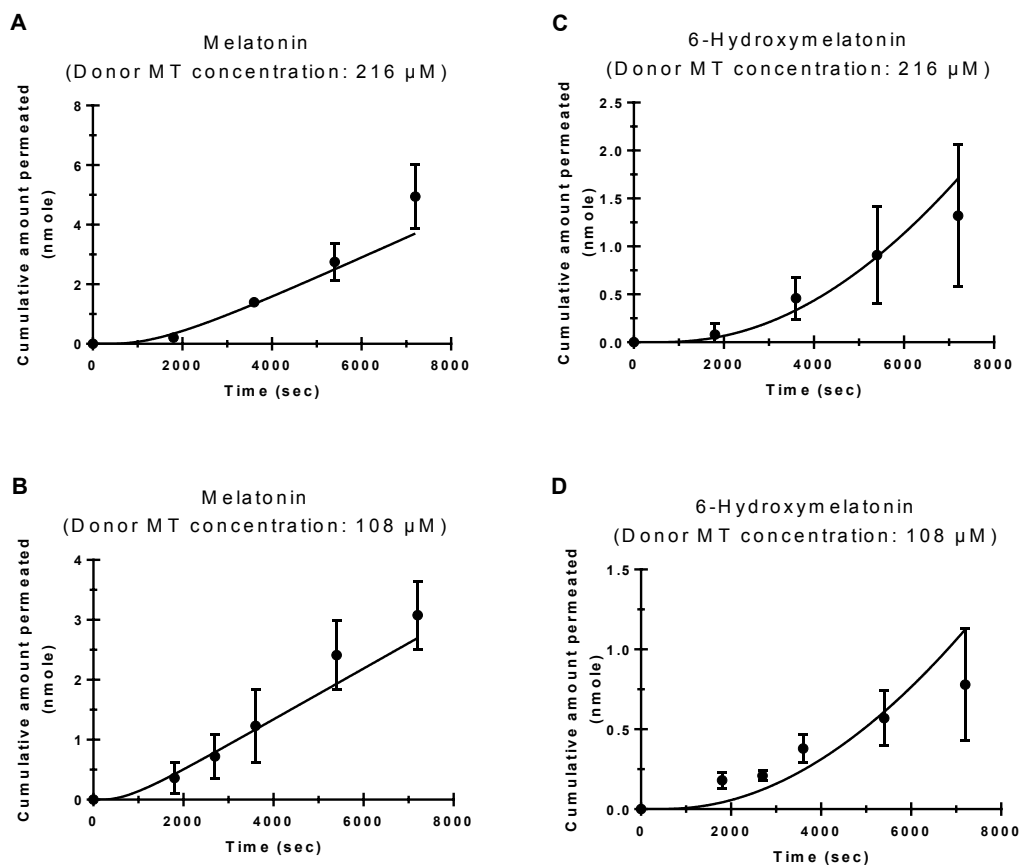 A
Melatonin
(Donor MT concentration: 216 μM)
Cumulative amount permeated
(nmole)
8
6
4
2
0
0 2000 4000 6000 8000
Time (sec)
C
6-Hydroxymelatonin
(Donor MT concentration: 216 μM)
Cumulative amount permeated
(nmole)
2.5
2.0
1.5
1.0
0.5
0.0
0 2000 4000 6000 8000
Time (sec)
B
Melatonin
(Donor MT concentration: 108 μM)
Cumulative amount permeated
(nmole)
4
3
2
1
0
0 2000 4000 6000 8000
Time (sec)
D
6-Hydroxymelatonin
(Donor MT concentration: 108 μM)
Cumulative amount permeated
(nmole)
1.5
1.0
0.5
0.0
0 2000 4000 6000 8000
Time (sec)